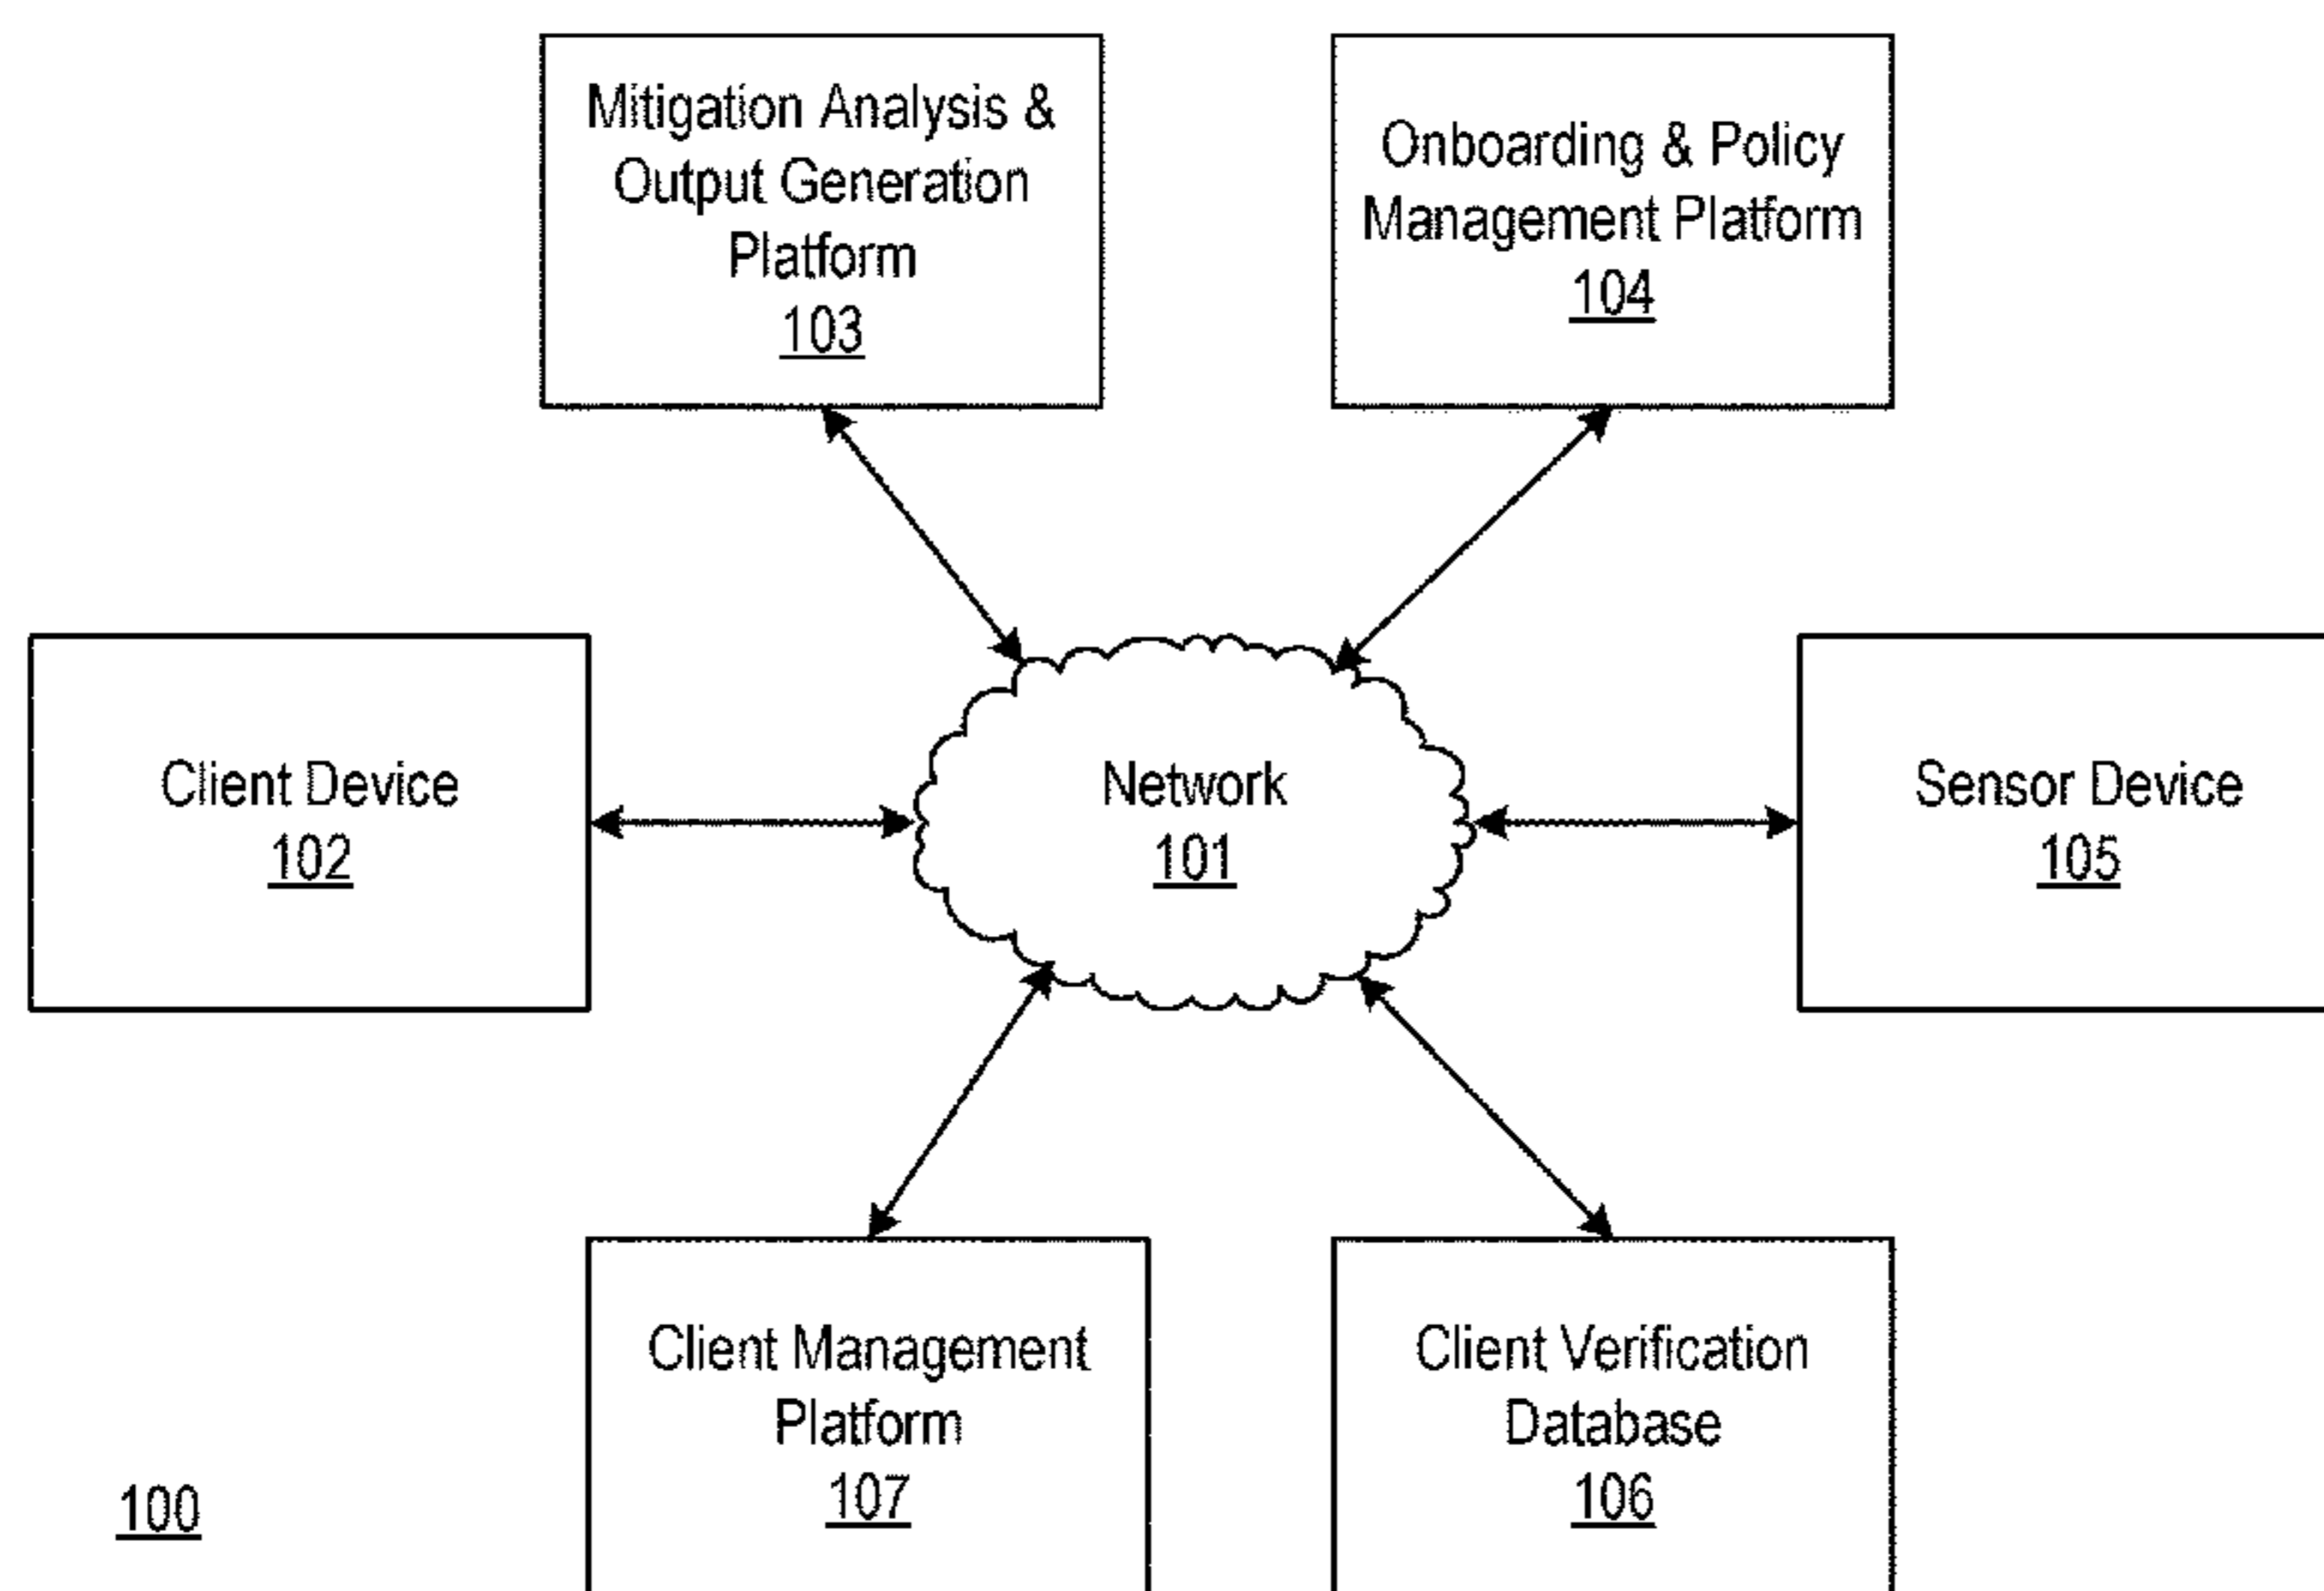 Mitigation Analysis &
Output Generation
Platform
103
Onboarding & Policy
Management Platform
104
Client Device
102
Network
101
Sensor Device
105
Client Management
Platform
107
Client Verification
Database
106
100